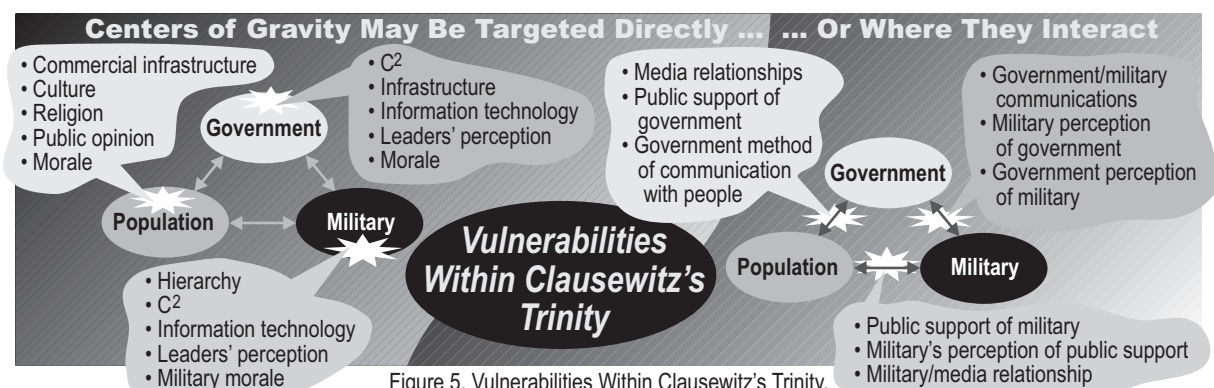 Centers of Gravity May Be Targeted Directly ... ... Or Where They Interact
• Commercial infrastructure
• Culture
• Religion
• Public opinion
• Morale
Government
• C2
• Infrastructure
• Information technology
• Leaders' perception
• Morale
Population
Military
• Hierarchy
• C2
• Information technology
• Leaders' perception
• Military morale
Vulnerabilities
Within Clausewitz's
Trinity
• Media relationships
• Public support of
government
• Government method
of communication
with people
Government
• Government/military
communications
• Military perception
of government
• Government perception
of military
Population
Military
• Public support of military
• Military's perception of public support
• Military/media relationship
Figure 5. Vulnerabilities Within Clausewitz's Trinity.